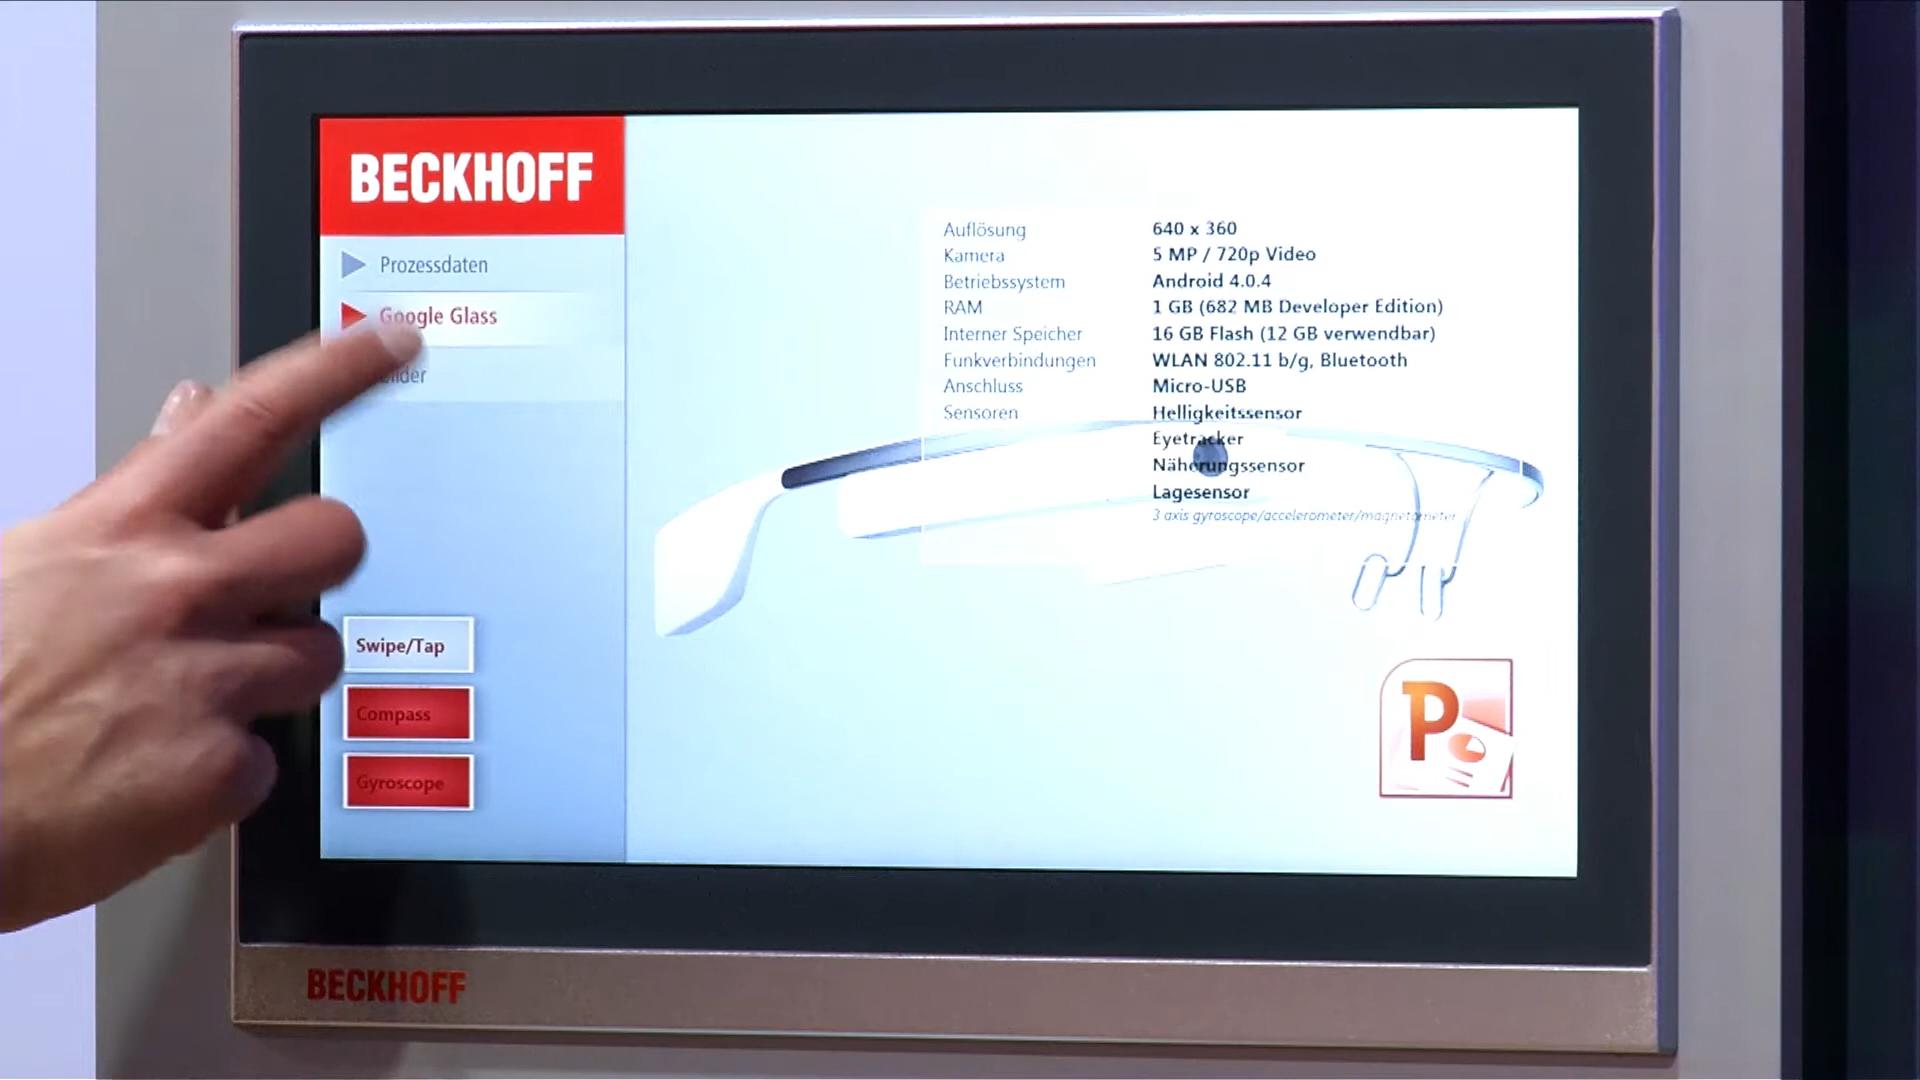 BECKHOFF
Prozessdaten
Google Glass
Bilder
Swipe/Tap
Compass
Gyroscope
Auflösung 640 x 360
Kamera 5 MP / 720p Video
Betriebssystem Android 4.0.4
RAM 1 GB (682 MB Developer Edition)
Interner Speicher 16 GB Flash (12 GB verwendbar)
Funkverbindungen WLAN 802.11 b/g, Bluetooth
Anschluss Micro-USB
Sensoren Helligkeitssensor
Eyetracker
Näherungssensor
Lagesensor
3 axis gyroscope/accelerometer/magnetometer
P
BECKHOFF